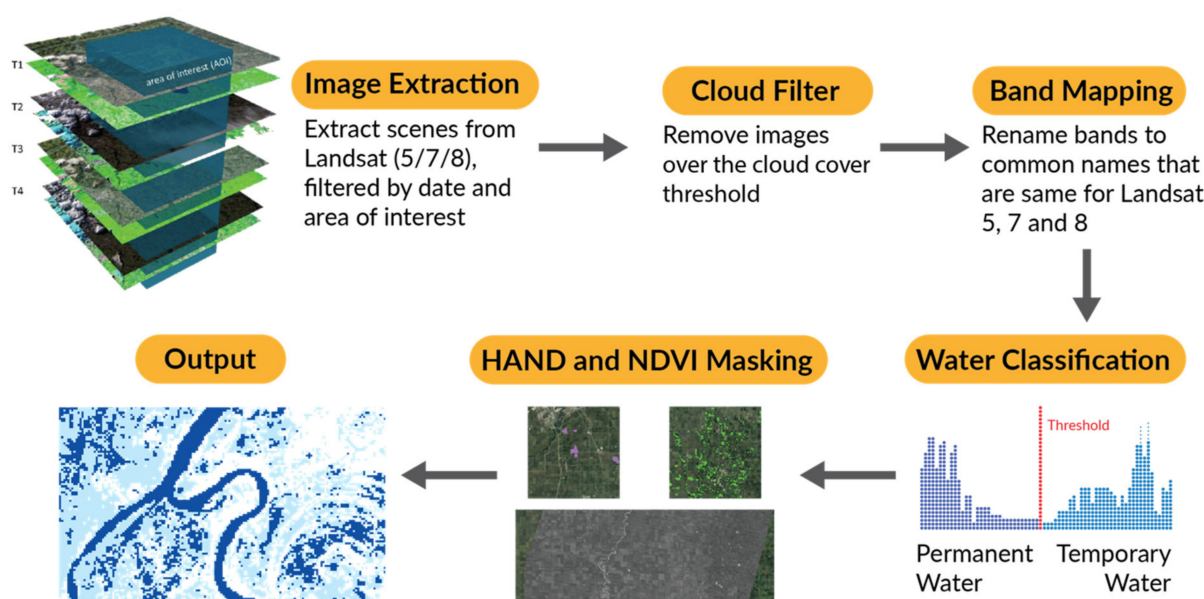 T1
T2
T3
T4
area of interest (AOI)
Image Extraction
Extract scenes from
Landsat (5/7/8),
filtered by date and
area of interest
Cloud Filter
Remove images
over the cloud cover
threshold
Band Mapping
Rename bands to
common names that
are same for Landsat
5, 7 and 8
Water Classification
Threshold
Permanent
Water
Temporary
Water
HAND and NDVI Masking
Output